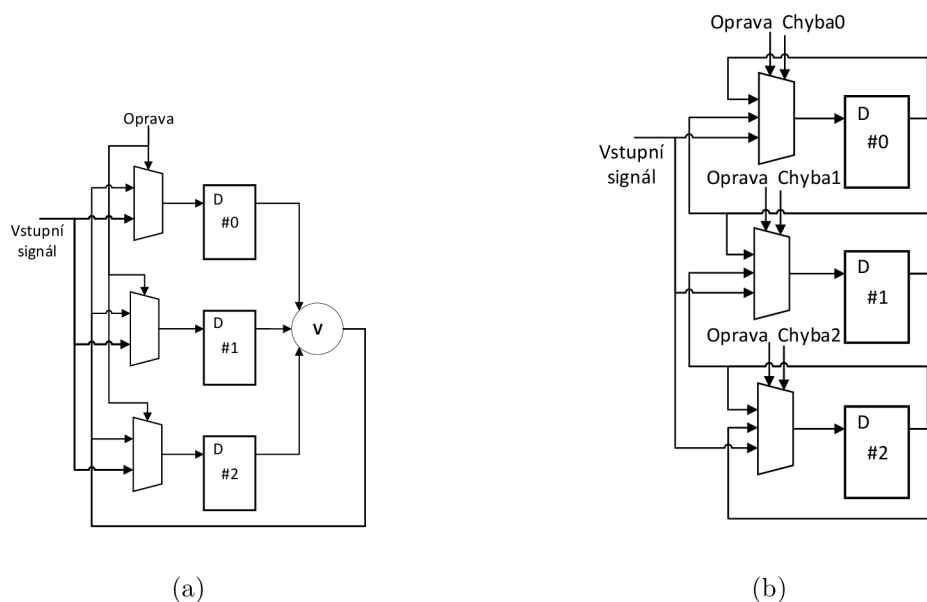 Oprava
Vstupní
signál
D
#0
D
#1
D
#2
V
(a)
Oprava Chyba0
Vstupní
signál
D
#0
Oprava Chyba1
D
#1
Oprava Chyba2
D
#2
(b)